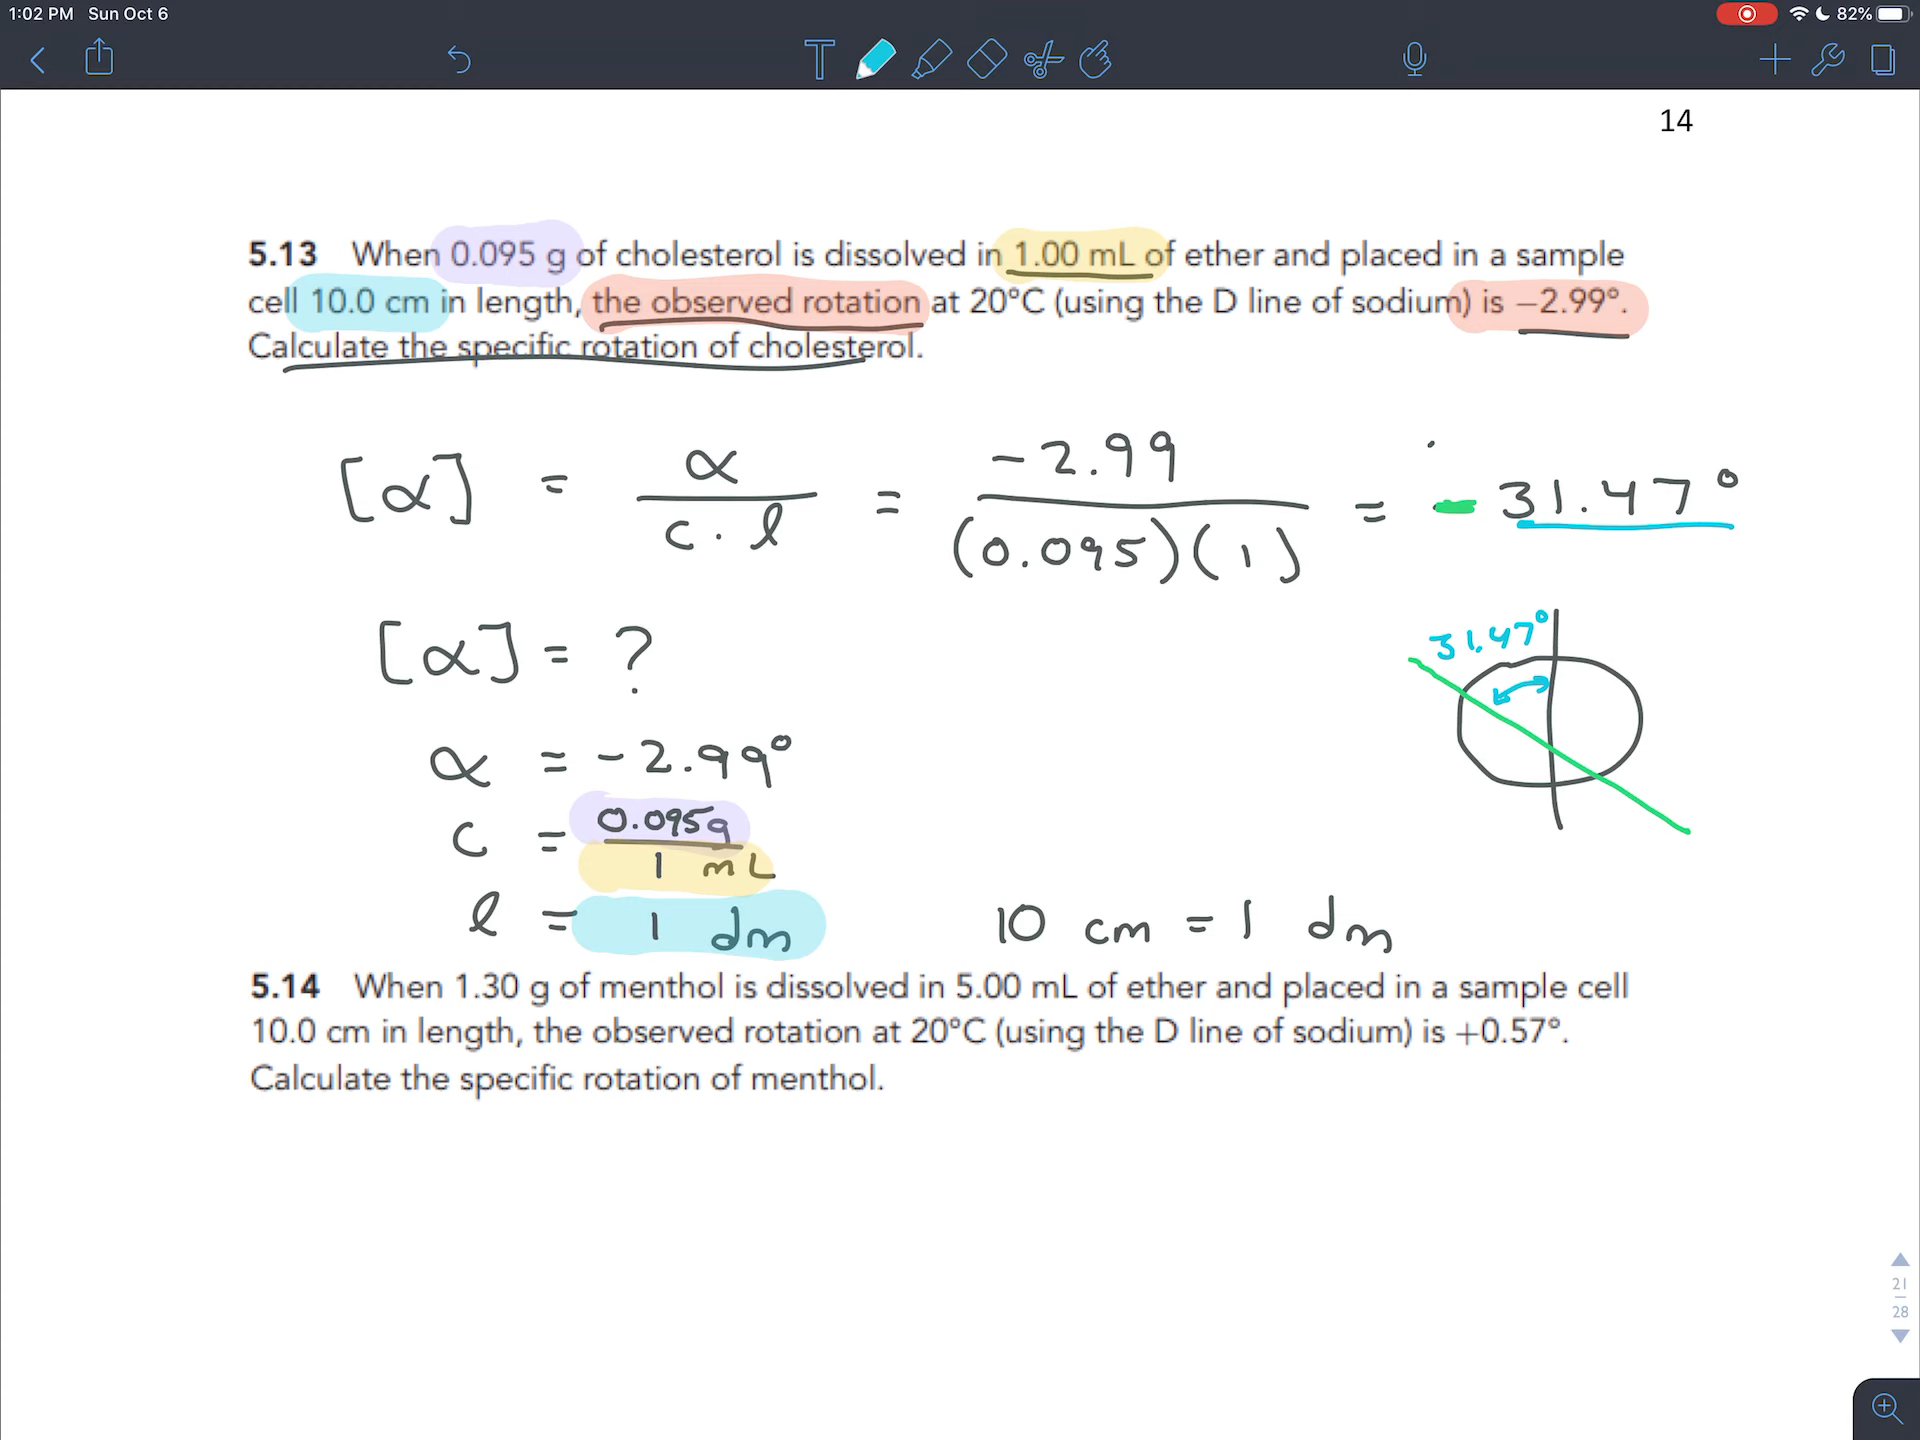 1:02 PM Sun Oct 6
82%
T
14
5.13 When 0.095 g of cholesterol is dissolved in 1.00 mL of ether and placed in a sample
cell 10.0 cm in length, the observed rotation at 20°C (using the D line of sodium) is −2.99°.
Calculate the specific rotation of cholesterol.
[α] = α / c · l = -2.99 / (0.095)(1) = - 31.47°
[α] = ?
31.47°
α = -2.99°
c = 0.095g / 1 mL
l = 1 dm
10 cm = 1 dm
5.14 When 1.30 g of menthol is dissolved in 5.00 mL of ether and placed in a sample cell
10.0 cm in length, the observed rotation at 20°C (using the D line of sodium) is +0.57°.
Calculate the specific rotation of menthol.
21
28